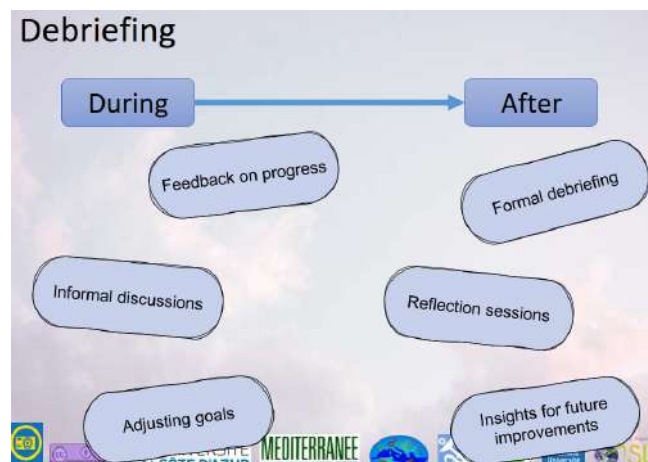 Debriefing
During
After
Feedback on progress
Formal debriefing
Informal discussions
Reflection sessions
Adjusting goals
Insights for future
improvements
MEDITERRANEE